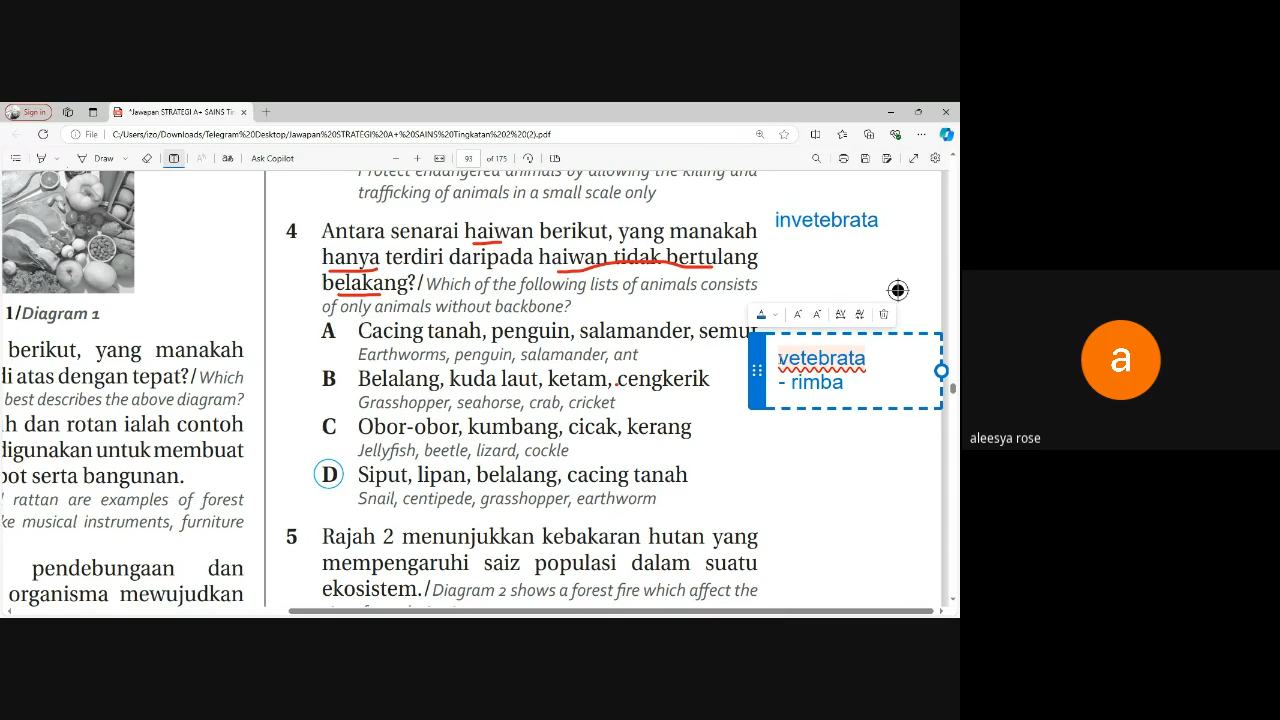 Sign in
*Jawapan STRATEGI A+ SAINS Tin
File
C:/Users/izo/Downloads/Telegram%20Desktop/Jawapan%20STRATEGI%20A+%20SAINS%20Tingkatan%202%20(2).pdf
Draw
Ask Copilot
93 of 175
Protect endangered animals by allowing the killing and
trafficking of animals in a small scale only
4 Antara senarai haiwan berikut, yang manakah
hanya terdiri daripada haiwan tidak bertulang
belakang?/Which of the following lists of animals consists
of only animals without backbone?
A Cacing tanah, penguin, salamander, semut
Earthworms, penguin, salamander, ant
B Belalang, kuda laut, ketam, cengkerik
Grasshopper, seahorse, crab, cricket
C Obor-obor, kumbang, cicak, kerang
Jellyfish, beetle, lizard, cockle
D Siput, lipan, belalang, cacing tanah
Snail, centipede, grasshopper, earthworm
5 Rajah 2 menunjukkan kebakaran hutan yang
mempengaruhi saiz populasi dalam suatu
ekosistem./Diagram 2 shows a forest fire which affect the
1/Diagram 1
berikut, yang manakah
di atas dengan tepat?/Which
best describes the above diagram?
h dan rotan ialah contoh
digunakan untuk membuat
pot serta bangunan.
rattan are examples of forest
ke musical instruments, furniture
pendebungaan dan
organisma mewujudkan
invetebrata
vetebrata
- rimba
a
aleesya rose